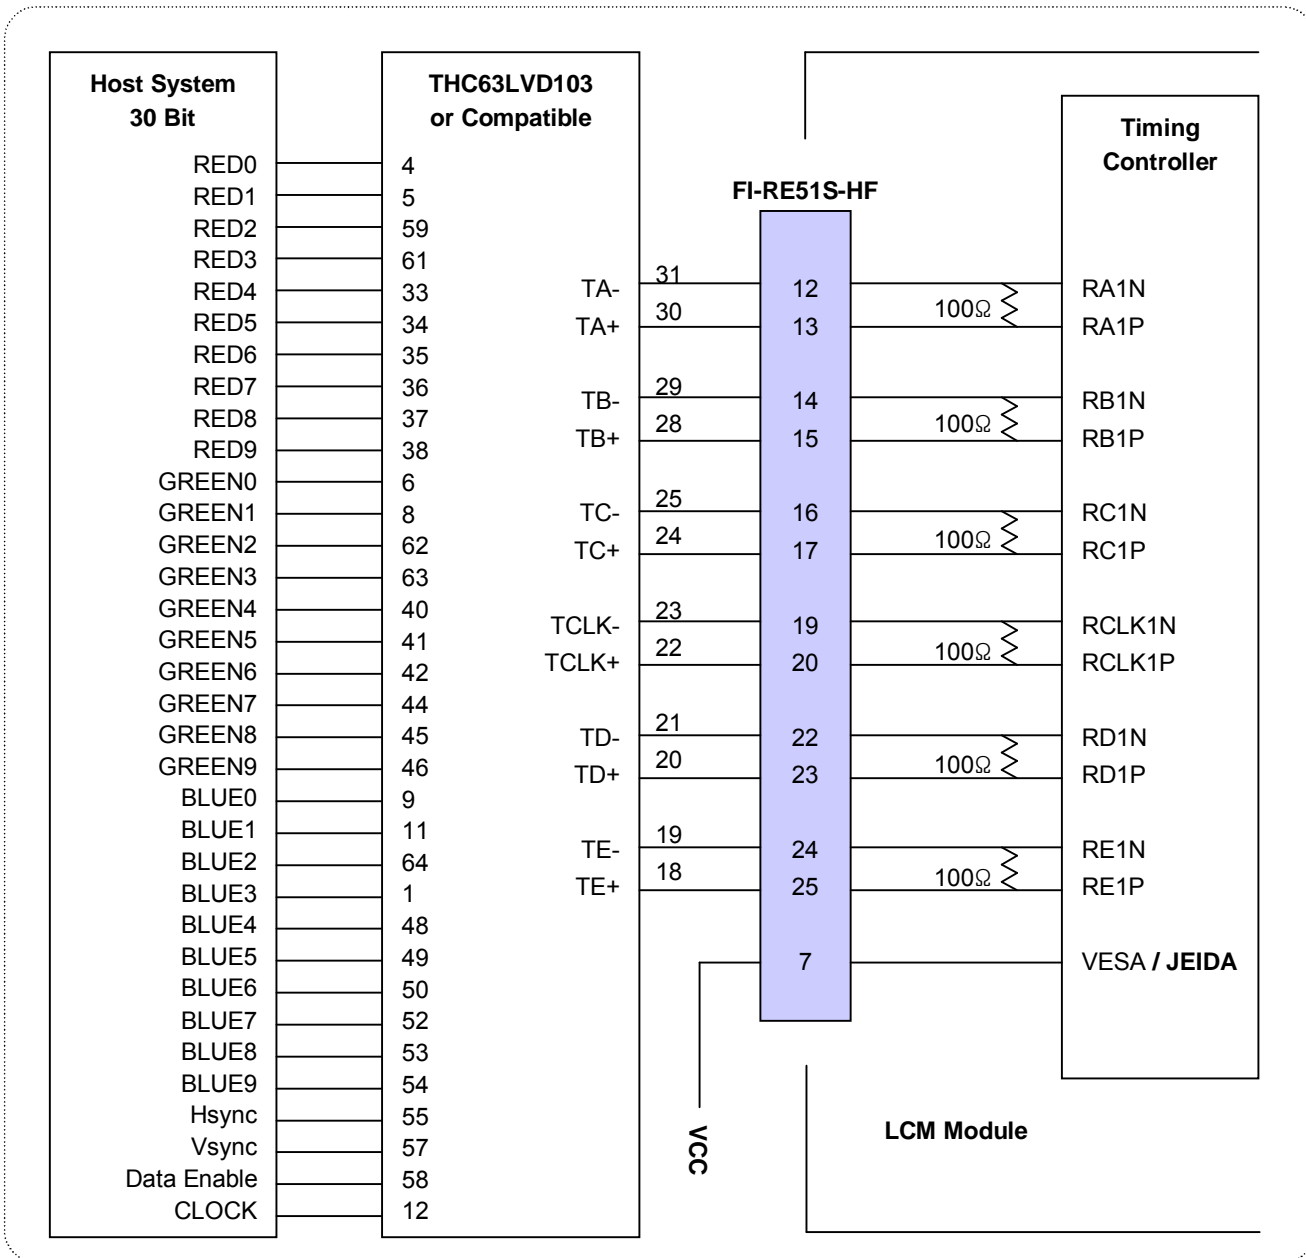 Host System
30 Bit
THC63LVD103
or Compatible
Timing
Controller
FI-RE51S-HF
RED0 4
RED1 5
RED2 59
RED3 61
RED4 33
RED5 34
RED6 35
RED7 36
RED8 37
RED9 38
GREEN0 6
GREEN1 8
GREEN2 62
GREEN3 63
GREEN4 40
GREEN5 41
GREEN6 42
GREEN7 44
GREEN8 45
GREEN9 46
BLUE0 9
BLUE1 11
BLUE2 64
BLUE3 1
BLUE4 48
BLUE5 49
BLUE6 50
BLUE7 52
BLUE8 53
BLUE9 54
Hsync 55
Vsync 57
Data Enable 58
CLOCK 12
TA- 31 12 RA1N
100Ω
TA+ 30 13 RA1P
TB- 29 14 RB1N
100Ω
TB+ 28 15 RB1P
TC- 25 16 RC1N
100Ω
TC+ 24 17 RC1P
TCLK- 23 19 RCLK1N
100Ω
TCLK+ 22 20 RCLK1P
TD- 21 22 RD1N
100Ω
TD+ 20 23 RD1P
TE- 19 24 RE1N
100Ω
TE+ 18 25 RE1P
7 VESA / JEIDA
VCC
LCM Module